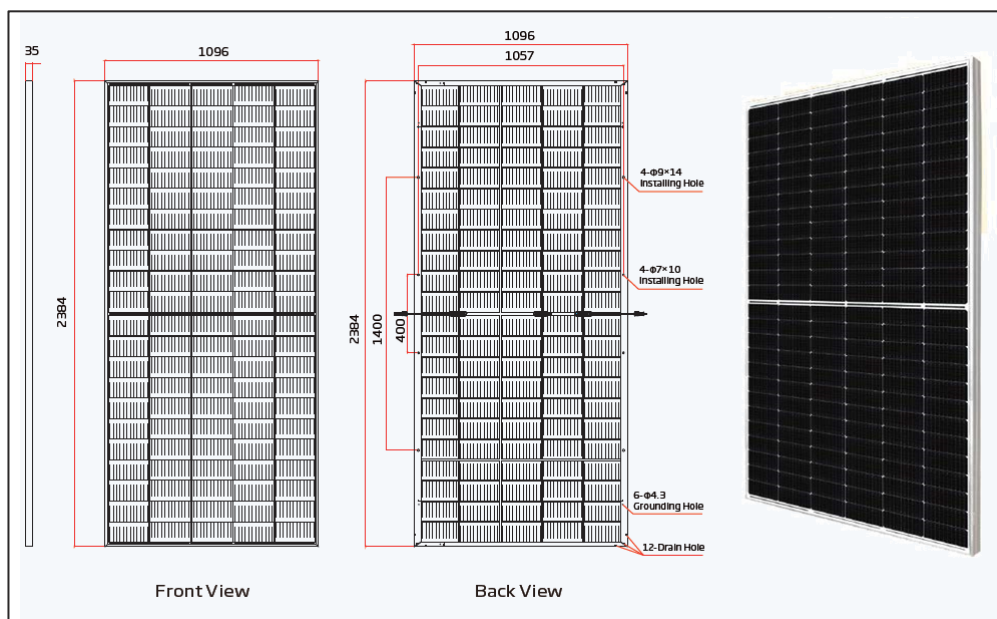 35
1096
2384
Front View
1096
1057
2384
1400
400
4-Φ9×14
Installing Hole
4-Φ7×10
Installing Hole
6-Φ4.3
Grounding Hole
12-Drain Hole
Back View